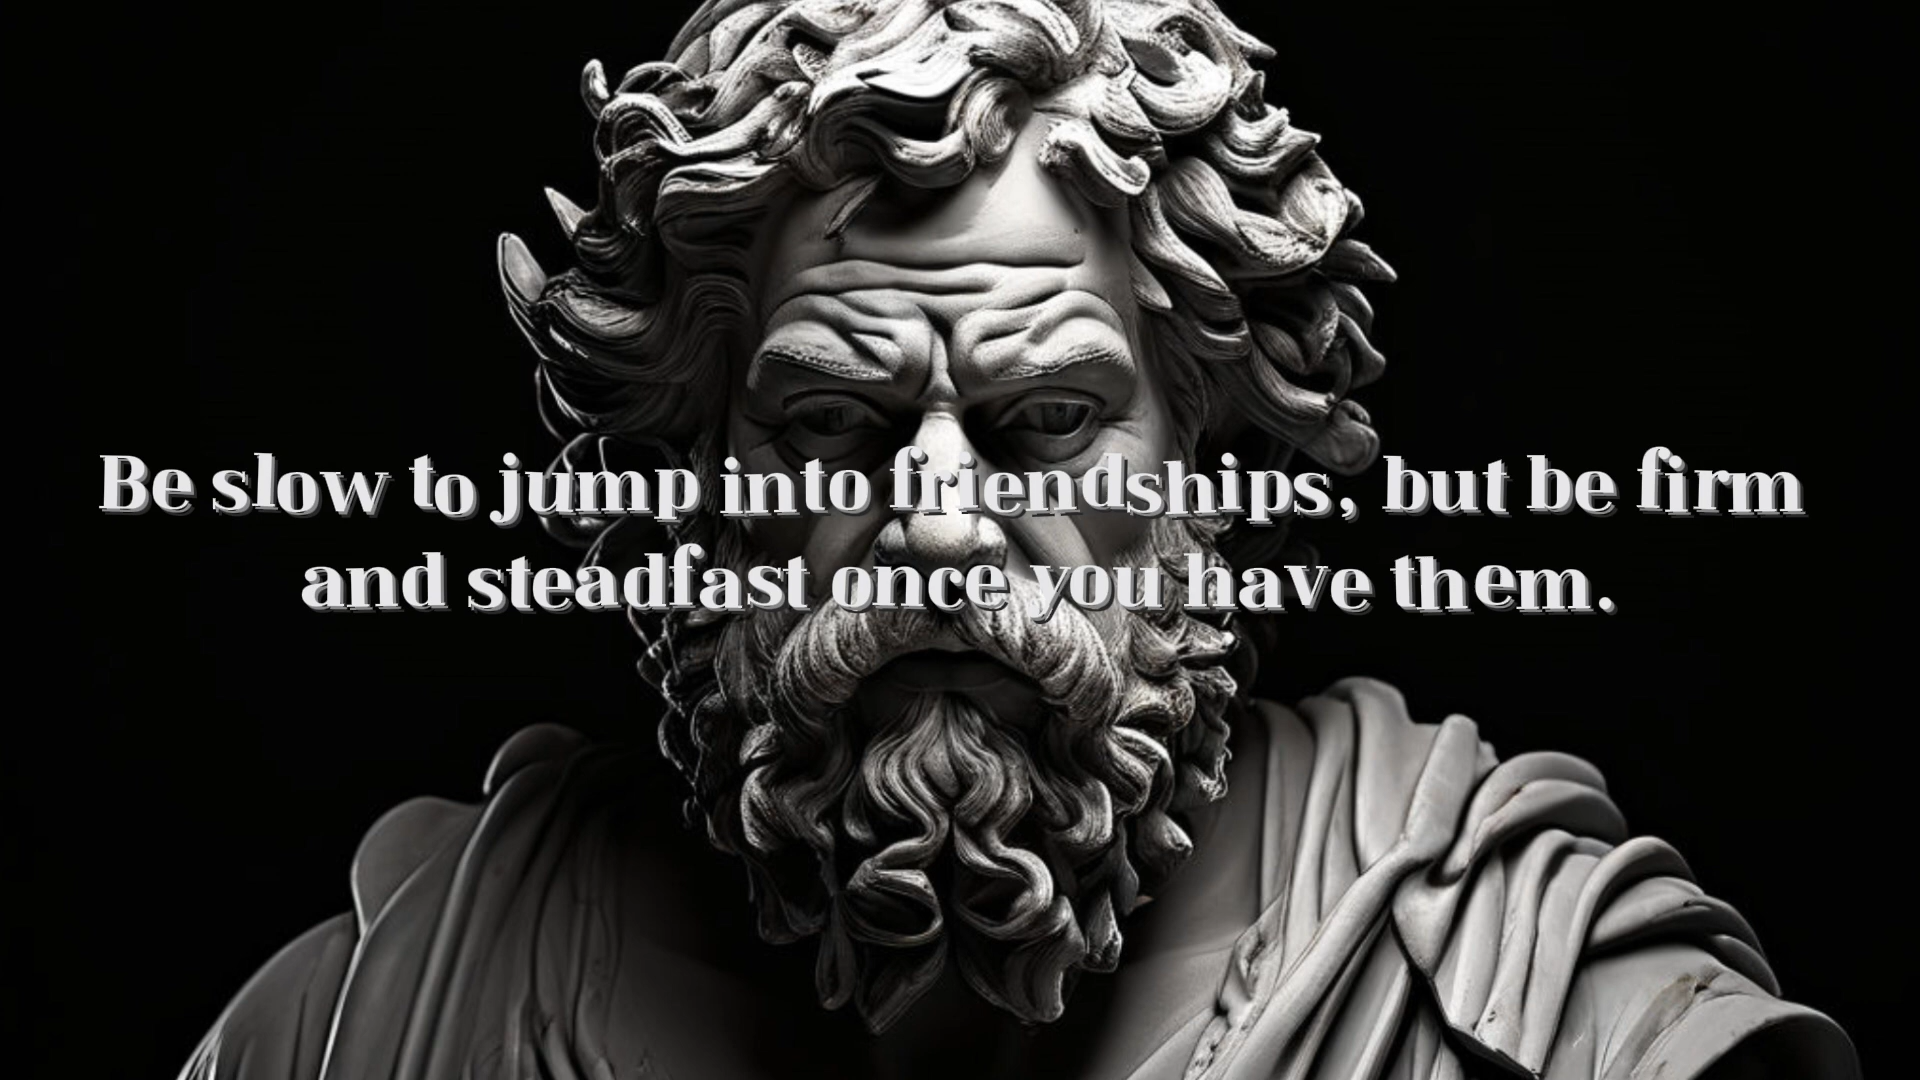 Be slow to jump into friendships, but be firm
and steadfast once you have them.